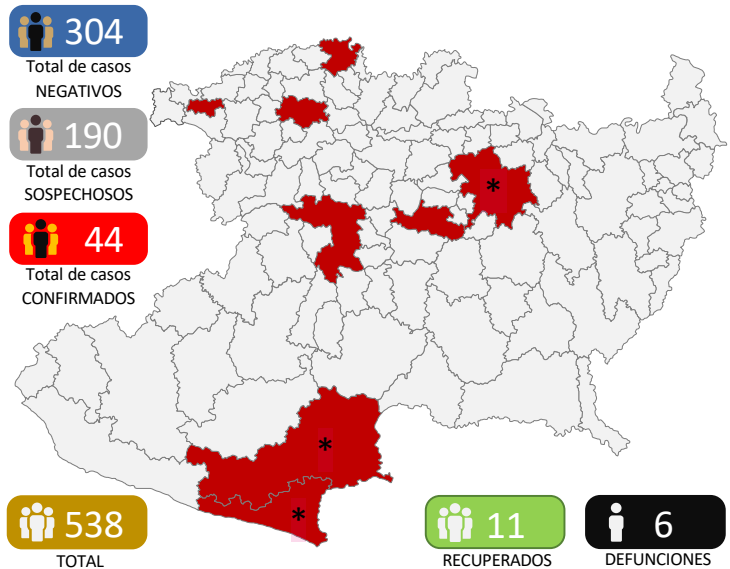 304
Total de casos
NEGATIVOS
190
Total de casos
SOSPECHOSOS
44
Total de casos
CONFIRMADOS
*
*
*
538
TOTAL
11
RECUPERADOS
6
DEFUNCIONES